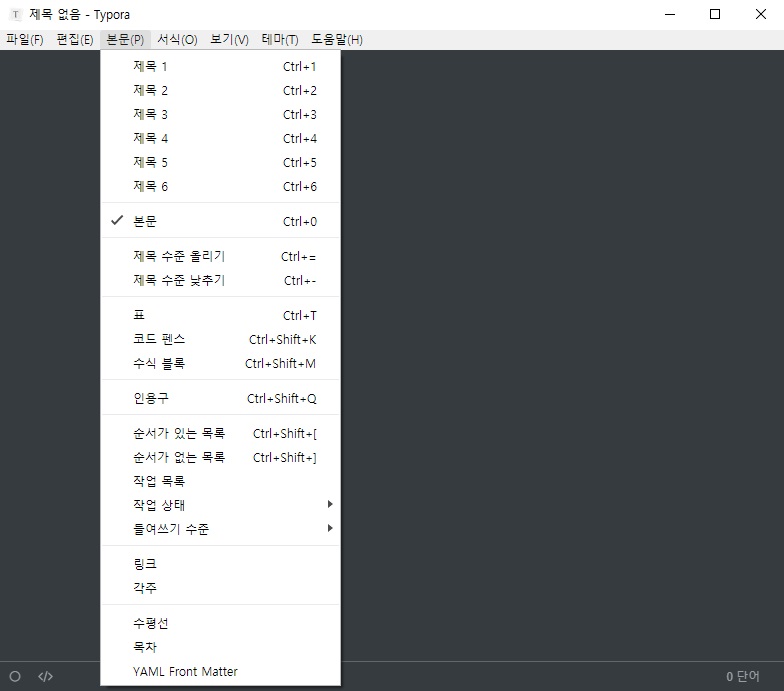 T 제목 없음 - Typora
파일(F) 편집(E) 본문(P) 서식(O) 보기(V) 테마(T) 도움말(H)
제목 1 Ctrl+1
제목 2 Ctrl+2
제목 3 Ctrl+3
제목 4 Ctrl+4
제목 5 Ctrl+5
제목 6 Ctrl+6
본문 Ctrl+0
제목 수준 올리기 Ctrl+=
제목 수준 낮추기 Ctrl+-
표 Ctrl+T
코드 펜스 Ctrl+Shift+K
수식 블록 Ctrl+Shift+M
인용구 Ctrl+Shift+Q
순서가 있는 목록 Ctrl+Shift+[
순서가 없는 목록 Ctrl+Shift+]
작업 목록
작업 상태
들여쓰기 수준
링크
각주
수평선
목차
YAML Front Matter
</> 0 단어